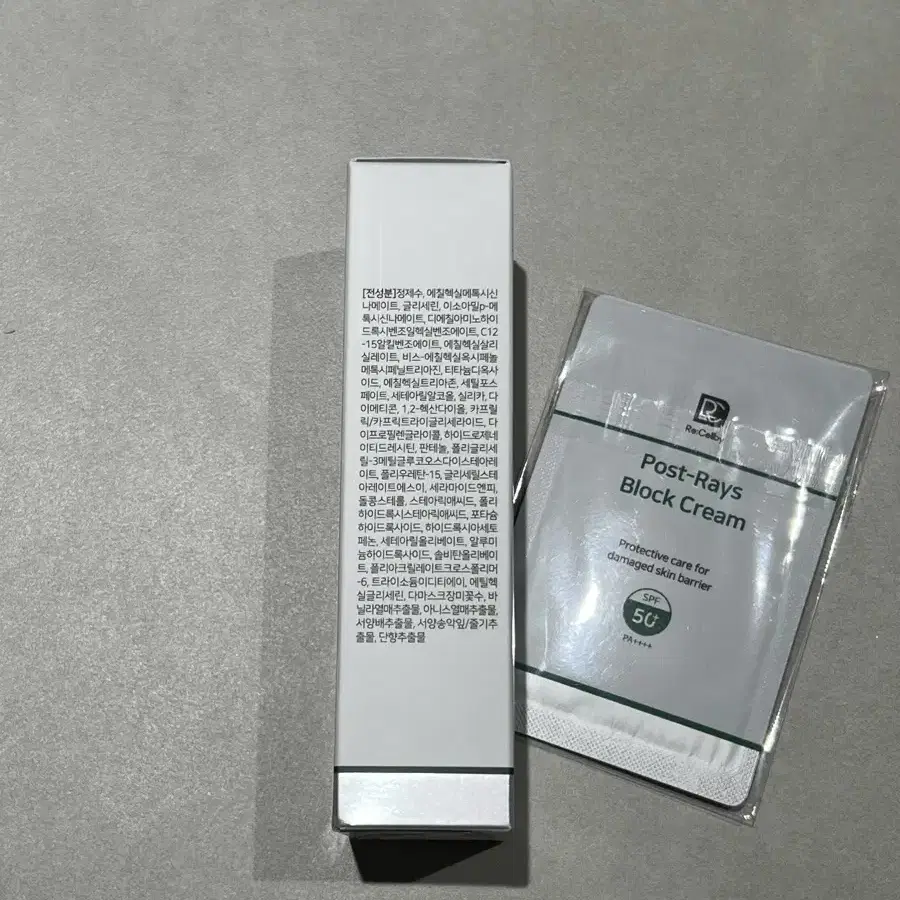 [전성분]정제수, 에칠헥실메톡시신
나메이트, 글리세린, 이소아밀p-메
톡시신나메이트, 디에칠아미노하이
드록시벤조일헥실벤조에이트, C12
-15알킬벤조에이트, 에칠헥실살리
실레이트, 비스-에칠헥실옥시페놀
메톡시페닐트리아진, 티타늄디옥사
이드, 에칠헥실트리아존, 세틸포스
페이트, 세테아릴알코올, 실리카, 다
이메티콘, 1,2-헥산다이올, 카프릴
릭/카프릭트라이글리세라이드, 다
이프로필렌글라이콜, 하이드로제네
이티드레시틴, 판테놀, 폴리글리세
릴-3메틸글루코오스다이스테아레
이트, 폴리우레탄-15, 글리세릴스테
아레이트에스이, 세라마이드엔피,
돌콩스테롤, 스테아릭애씨드, 폴리
하이드록시스테아릭애씨드, 포타슘
하이드록사이드, 하이드록시아세토
페논, 세테아릴올리베이트, 알루미
늄하이드록사이드, 솔비탄올리베이
트, 폴리아크릴레이트크로스폴리머
-6, 트라이소듐이디티에이, 에틸헥
실글리세린, 다마스크장미꽃수, 바
닐라열매추출물, 아니스열매추출물,
서양배추출물, 서양송악잎/줄기추
출물, 단향추출물
Re:Cellby
Post-Rays
Block Cream
Protective care for
damaged skin barrier
SPF
50+
PA++++